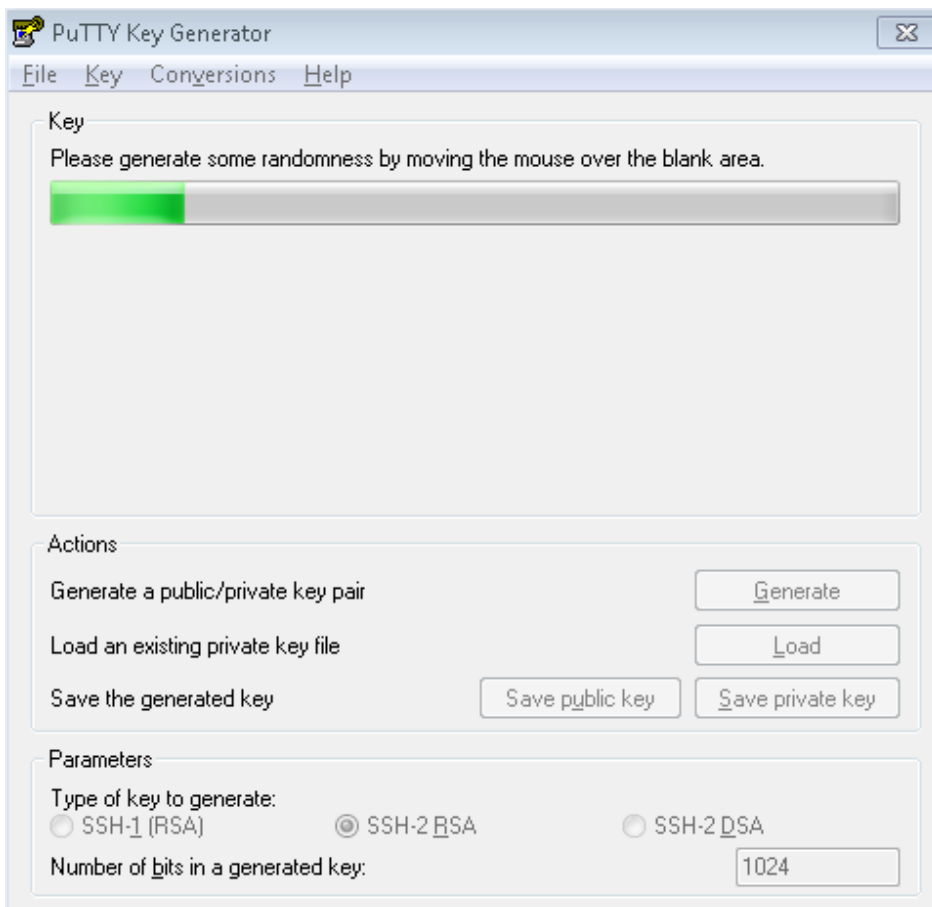 PuTTY Key Generator
File Key Conversions Help
Key
Please generate some randomness by moving the mouse over the blank area.
Actions
Generate a public/private key pair Generate
Load an existing private key file Load
Save the generated key Save public key Save private key
Parameters
Type of key to generate:
SSH-1 (RSA) SSH-2 RSA SSH-2 DSA
Number of bits in a generated key: 1024